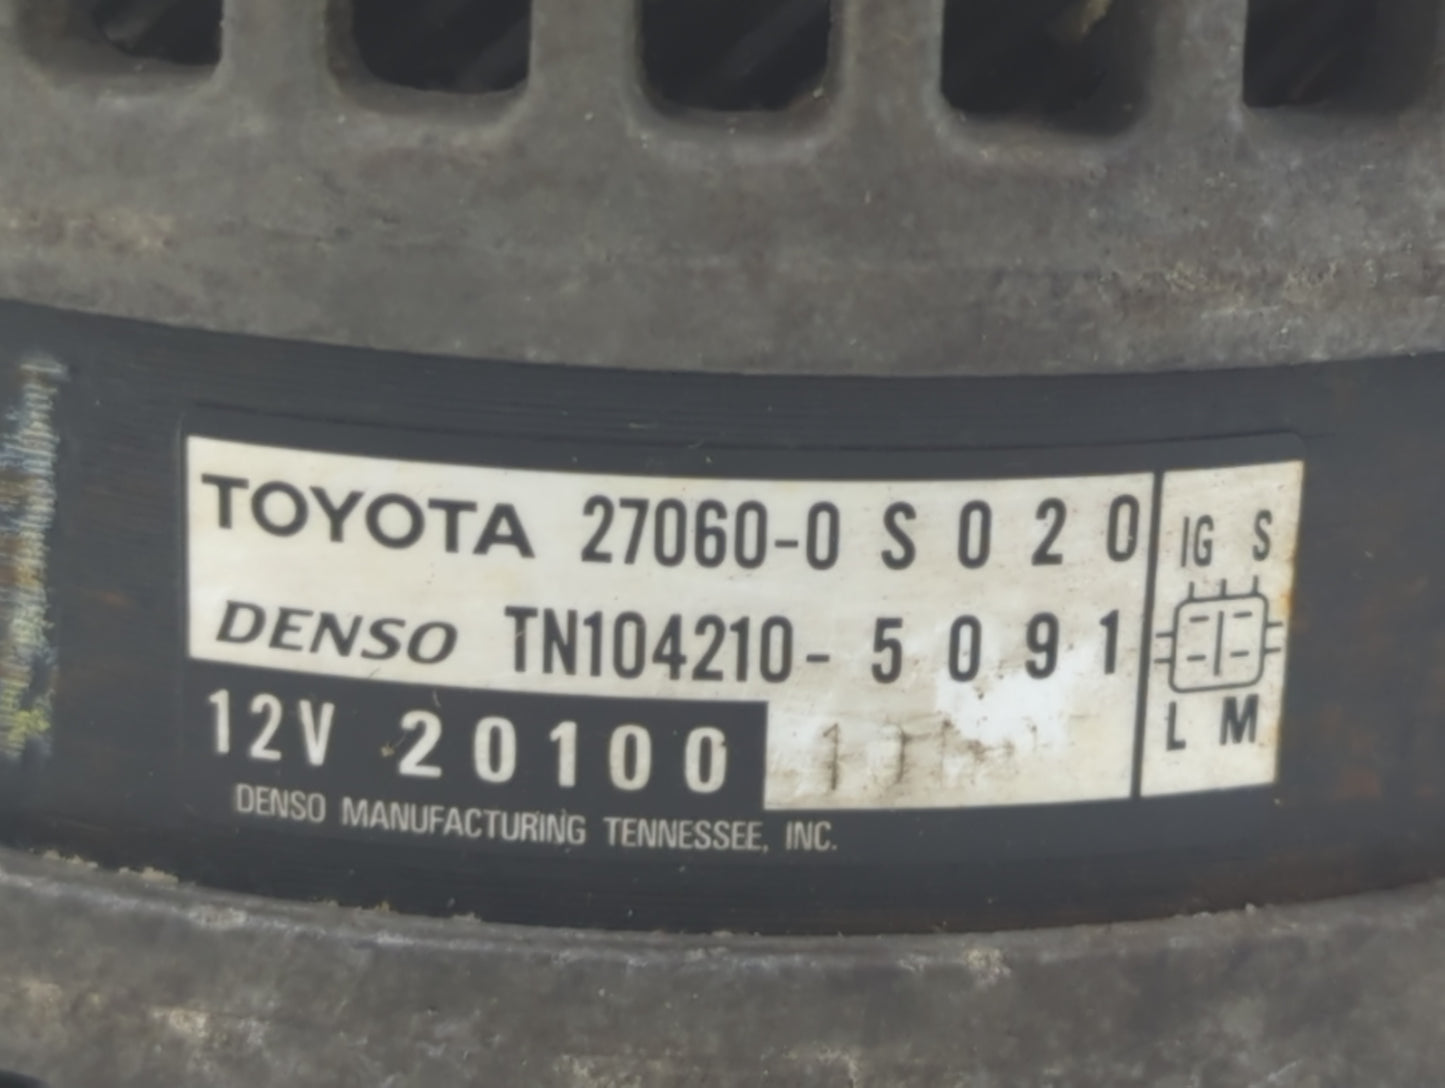 TOYOTA 27060-0S020
DENSO TN104210-5091
12V 20100
DENSO MANUFACTURING TENNESSEE, INC.
IG S
L M